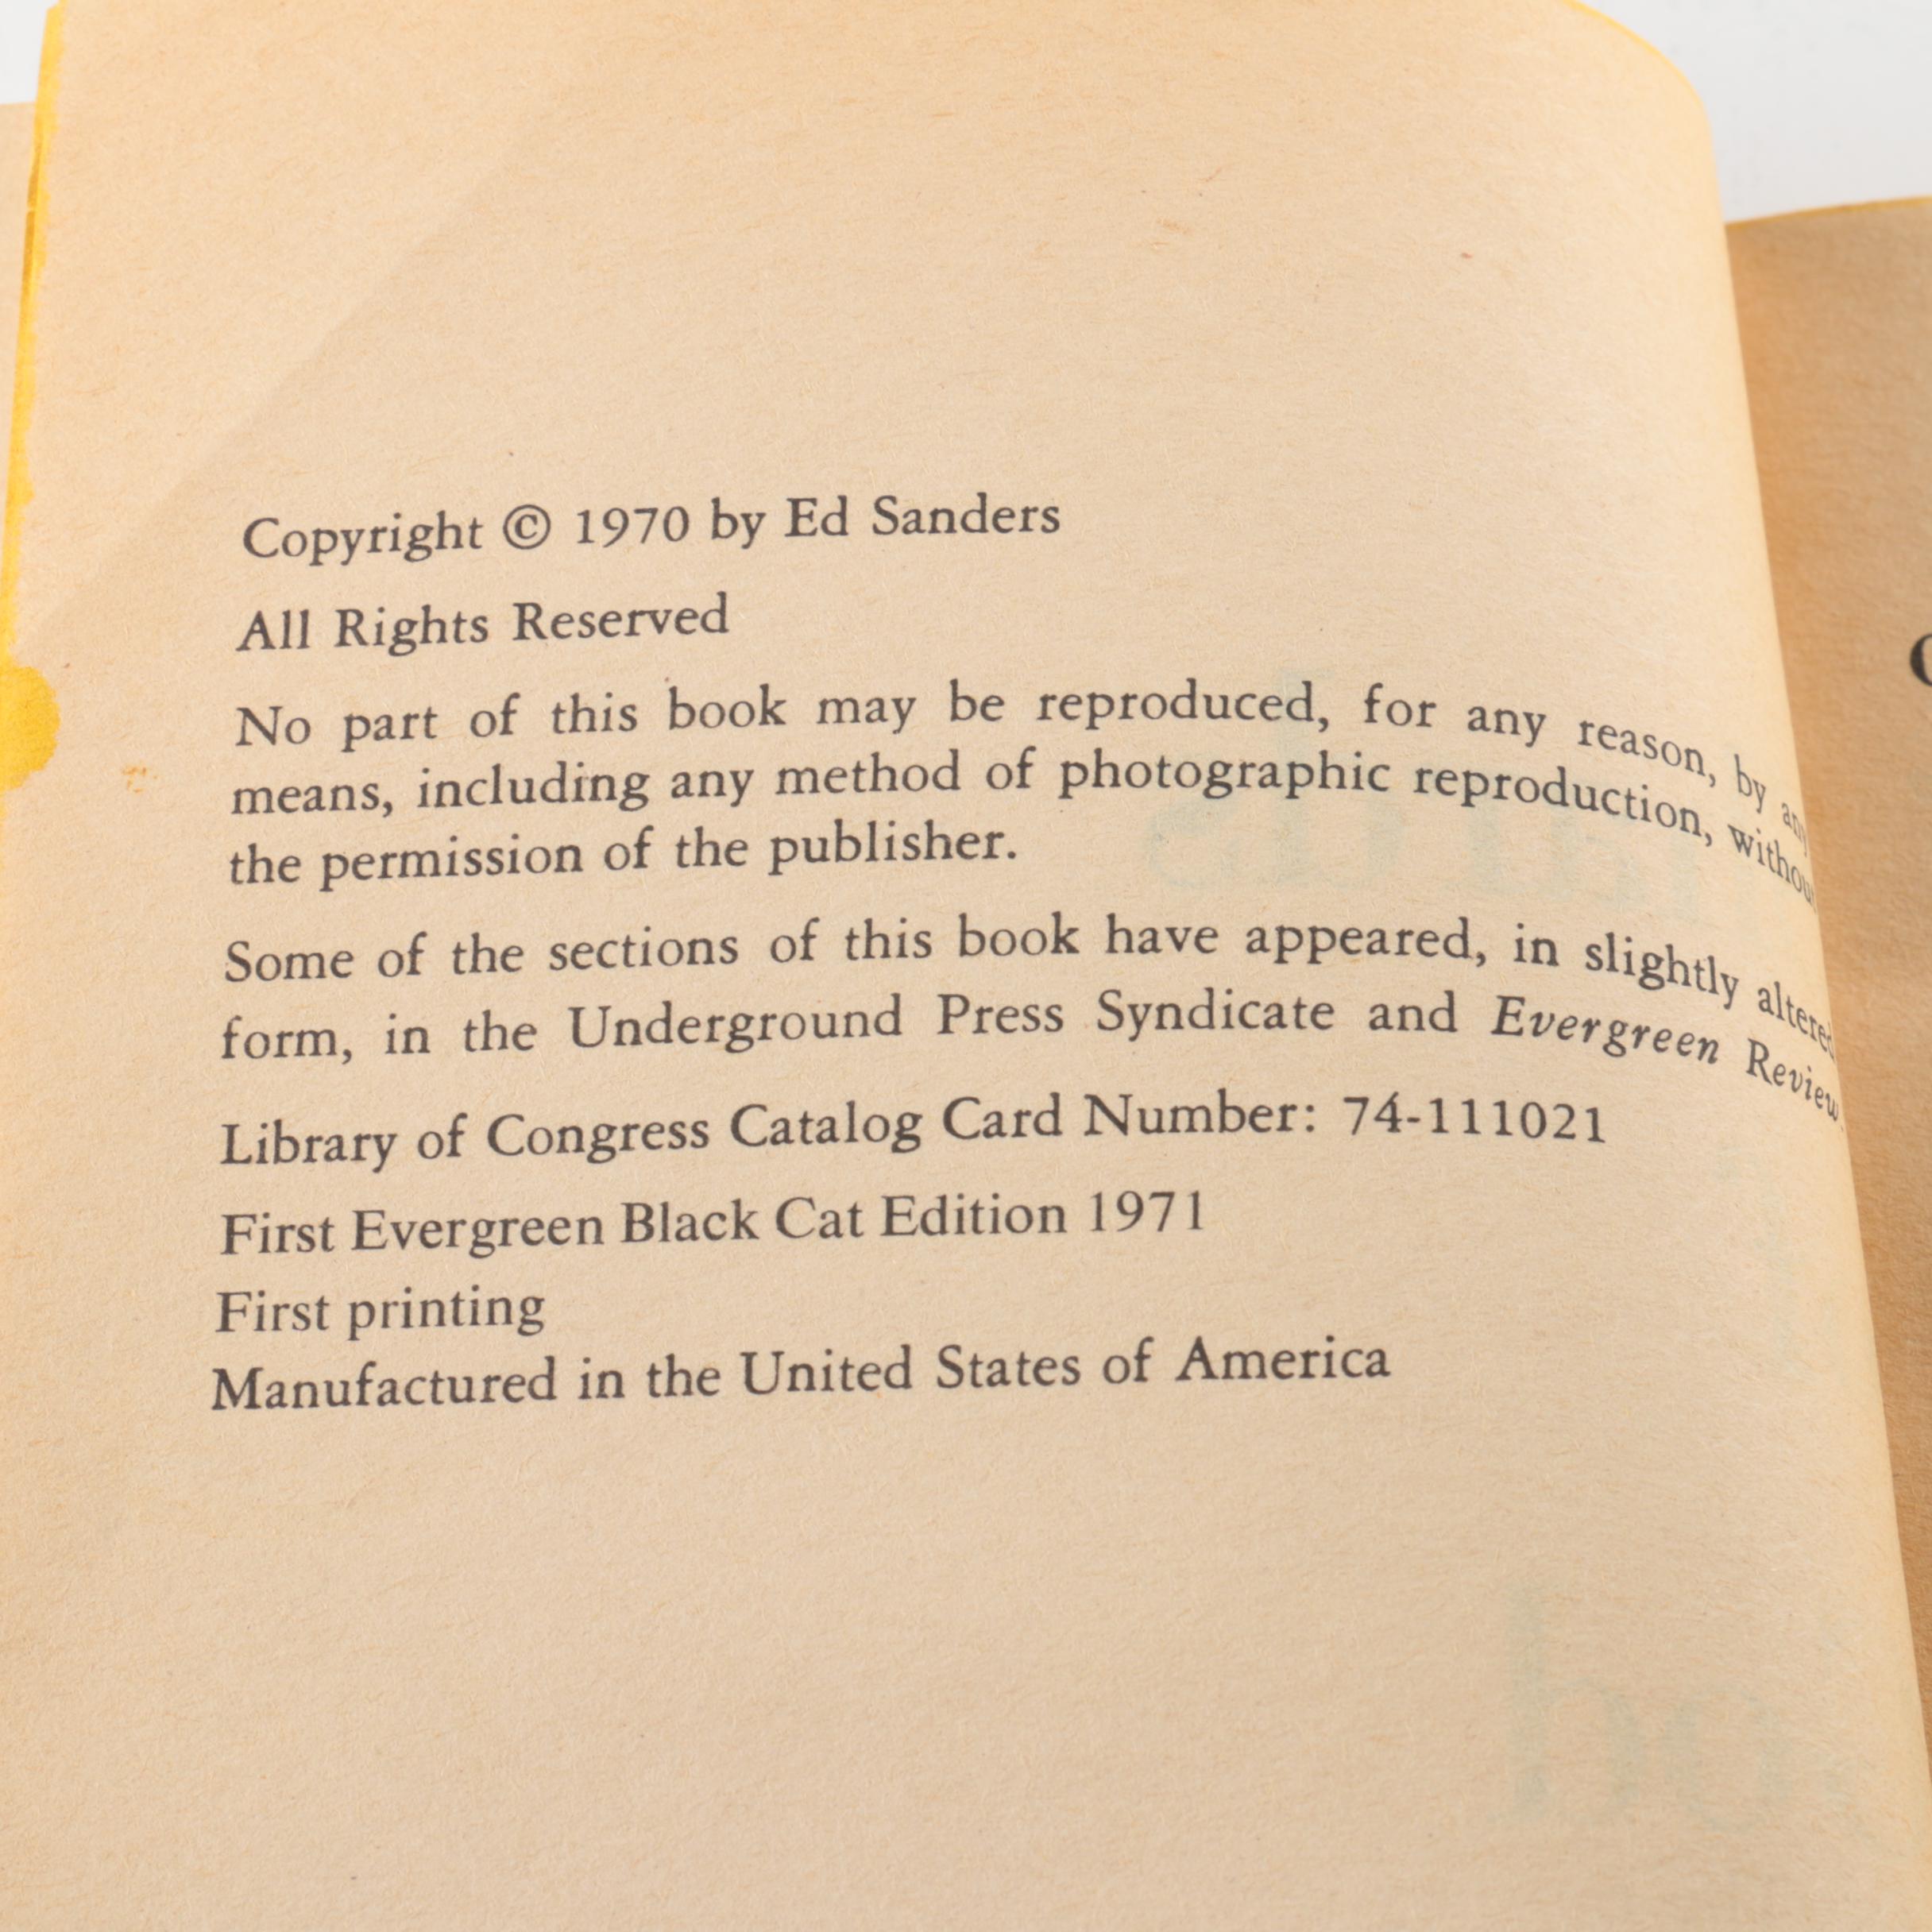 Copyright © 1970 by Ed Sanders
All Rights Reserved
No part of this book may be reproduced, for any reason, by any
means, including any method of photographic reproduction, without
the permission of the publisher.
Some of the sections of this book have appeared, in slightly altered
form, in the Underground Press Syndicate and Evergreen Review.
Library of Congress Catalog Card Number: 74-111021
First Evergreen Black Cat Edition 1971
First printing
Manufactured in the United States of America